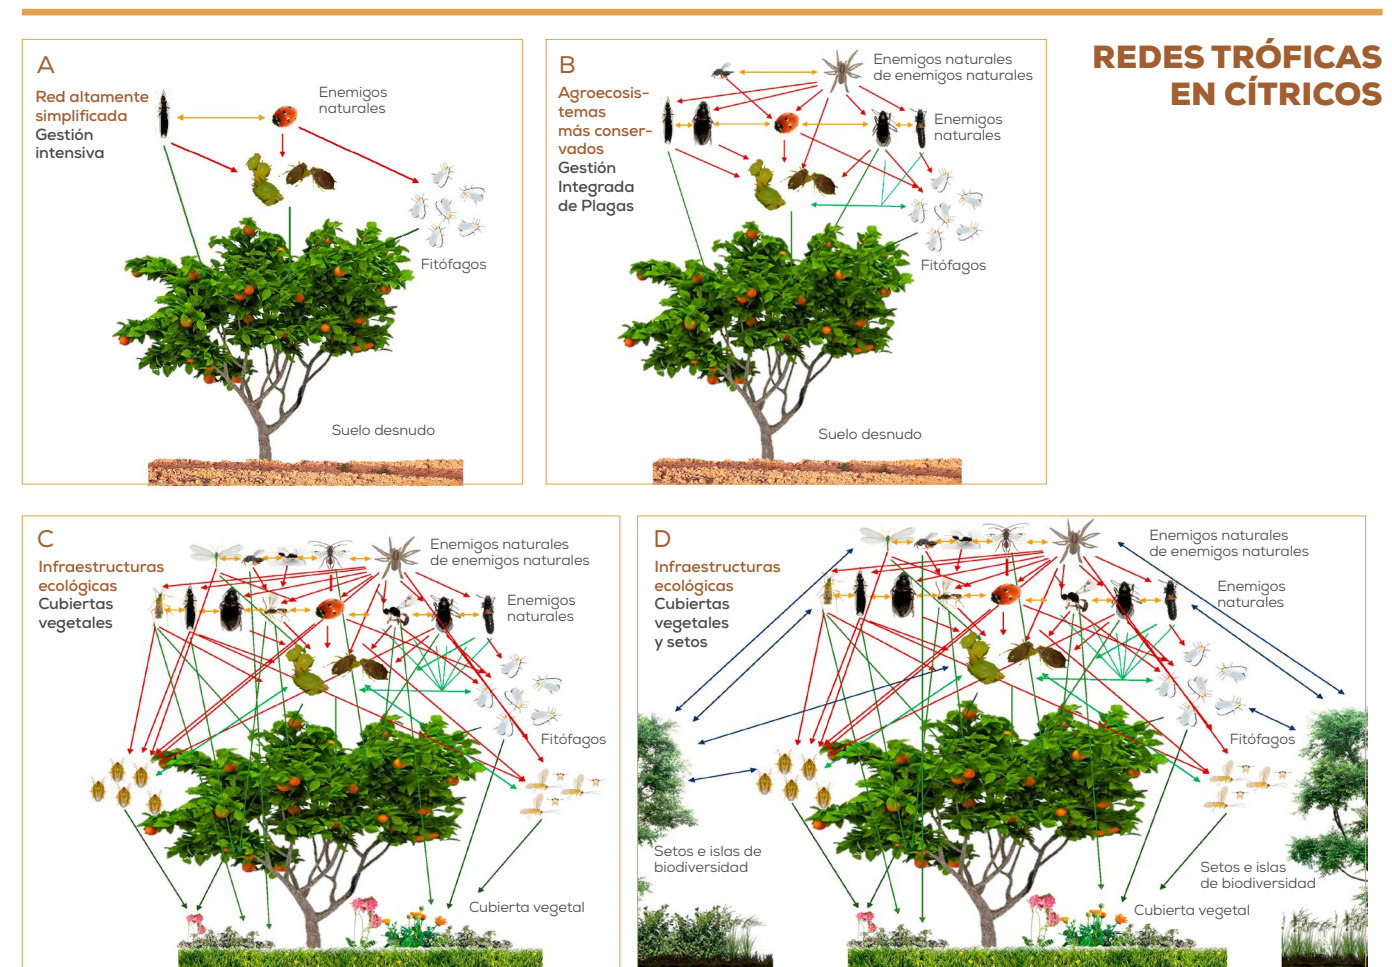 REDES TRÓFICAS
EN CÍTRICOS
A
Red altamente
simplificada
Gestión
intensiva
Enemigos
naturales
Fitófagos
Suelo desnudo
B
Agroecosis-
temas
más conser-
vados
Gestión
Integrada
de Plagas
Enemigos naturales
de enemigos naturales
Enemigos
naturales
Fitófagos
Suelo desnudo
C
Infraestructuras
ecológicas
Cubiertas
vegetales
Enemigos naturales
de enemigos naturales
Enemigos
naturales
Fitófagos
Cubierta vegetal
D
Infraestructuras
ecológicas
Cubiertas
vegetales
y setos
Enemigos naturales
de enemigos naturales
Enemigos
naturales
Fitófagos
Setos e islas de
biodiversidad
Setos e islas
de biodiversidad
Cubierta vegetal